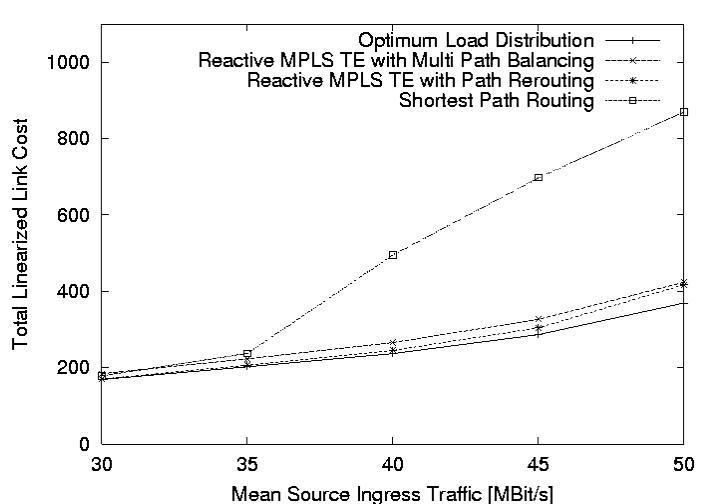 Optimum Load Distribution
1000
Reactive MPLS TE with Multi Path Balancing
Reactive MPLS TE with Path Rerouting
Shortest Path Routing
800
600
400
200
0
Total Linearized Link Cost
30 35 40 45 50
Mean Source Ingress Traffic [MBit/s]